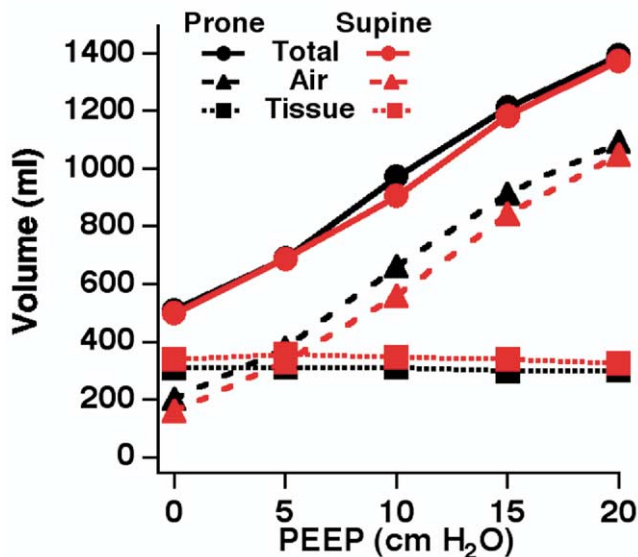 Prone Supine
Total
Air
Tissue
1400
1200
1000
800
600
400
200
0
Volume (ml)
0 5 10 15 20
PEEP (cm H₂O)